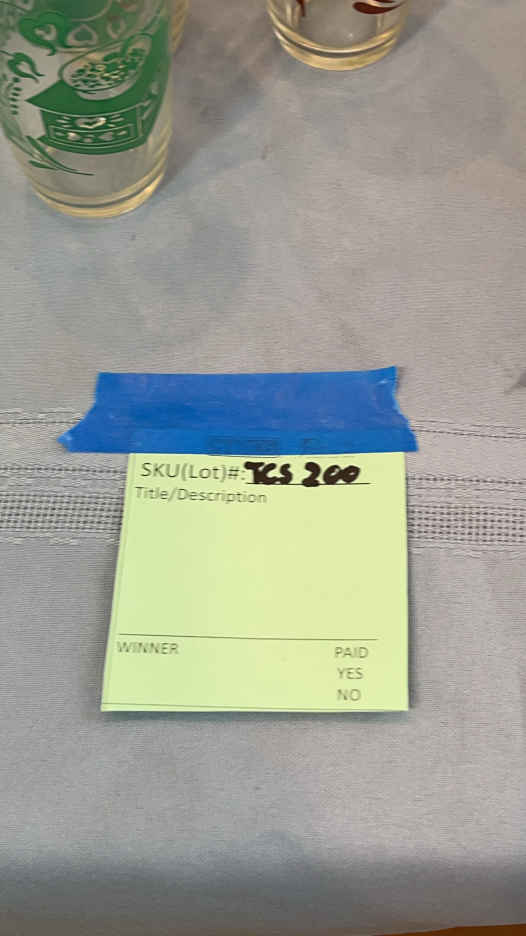 SKU(Lot)#: TCS 200
Title/Description
WINNER
PAID
YES
NO